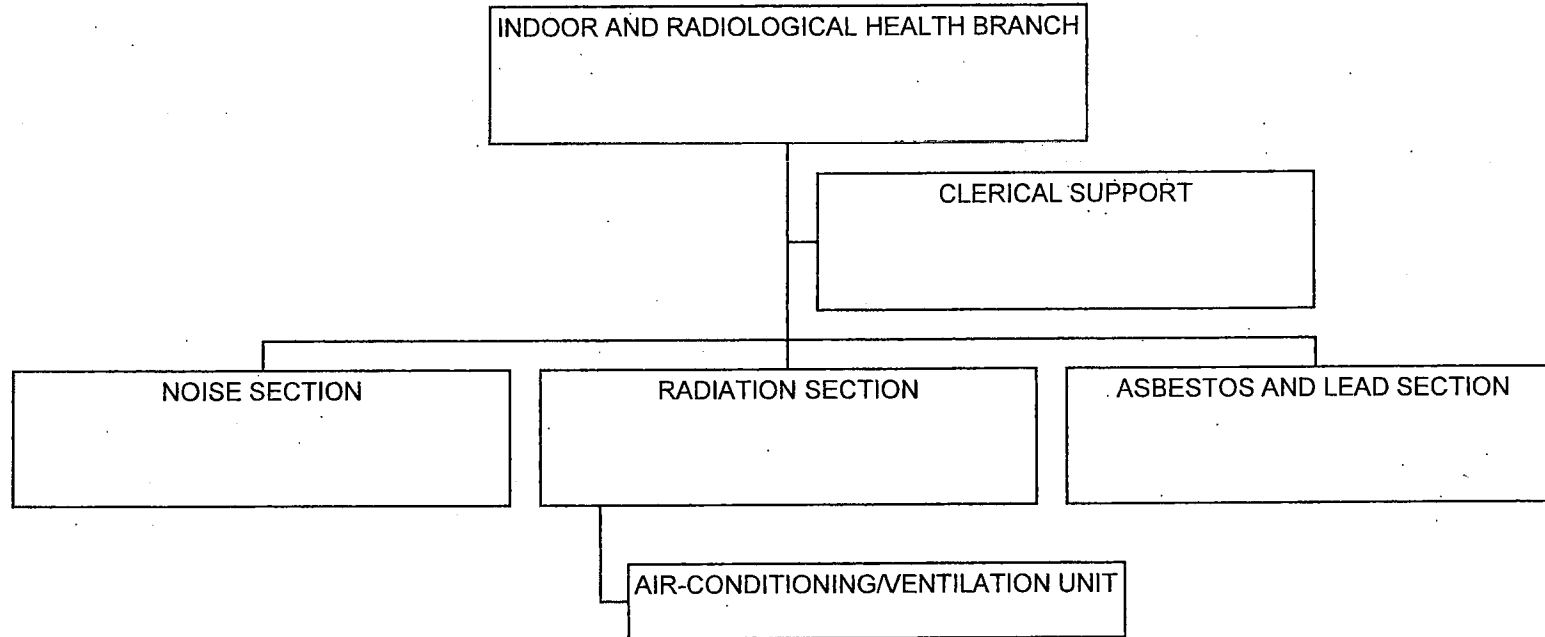 INDOOR AND RADIOLOGICAL HEALTH BRANCH
CLERICAL SUPPORT
NOISE SECTION
RADIATION SECTION
ASBESTOS AND LEAD SECTION
AIR-CONDITIONING/VENTILATION UNIT